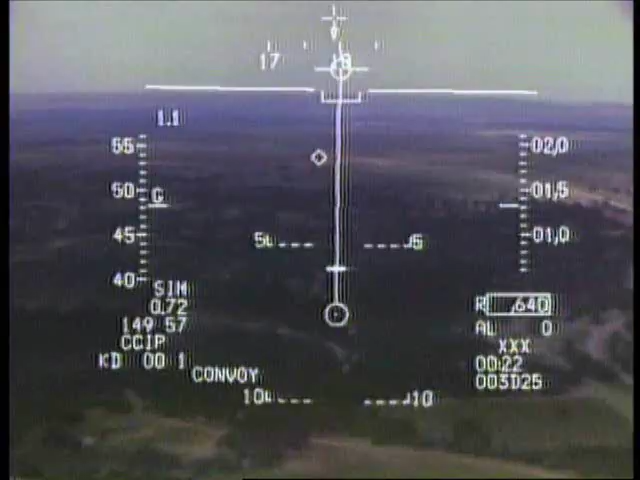 17 18
1.1
55 02,0
50 G 01,5
45 5 5 01,0
40
SIM
0.72 R ,640
149 57 AL 0
CCIP XXX
KD 00 1 00:22
CONVOY 003D25
10 10